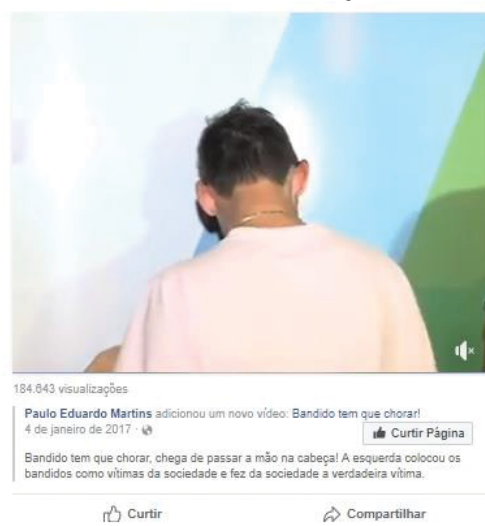 184.643 visualizações
Paulo Eduardo Martins adicionou um novo vídeo: Bandido tem que chorar!
4 de janeiro de 2017 ·
Curtir Página
Bandido tem que chorar, chega de passar a mão na cabeça! A esquerda colocou os
bandidos como vítimas da sociedade e fez da sociedade a verdadeira vítima.
Curtir Compartilhar